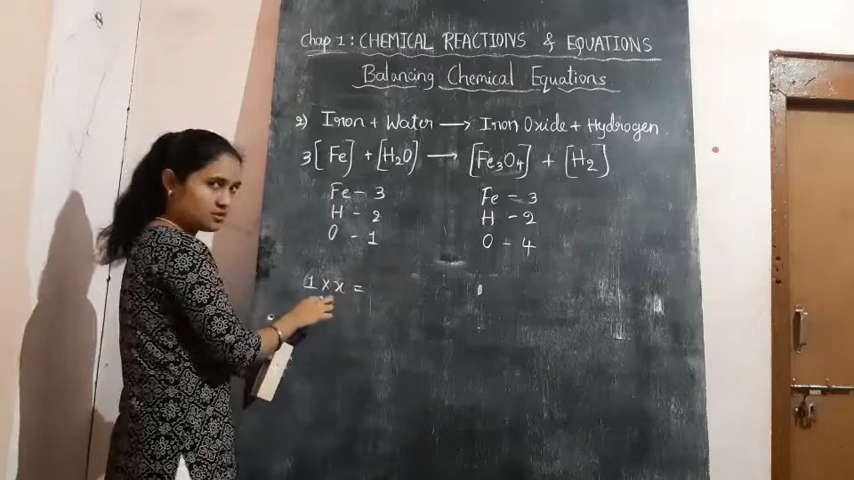 Chap 1: CHEMICAL REACTIONS & EQUATIONS
Balancing Chemical Equations.
2) Iron + Water → Iron Oxide + Hydrogen
3[Fe] + [H₂O] → [Fe₃O₄] + [H₂]
Fe - 3 Fe - 3
H - 2 H - 2
O - 1 O - 4
1 × x =